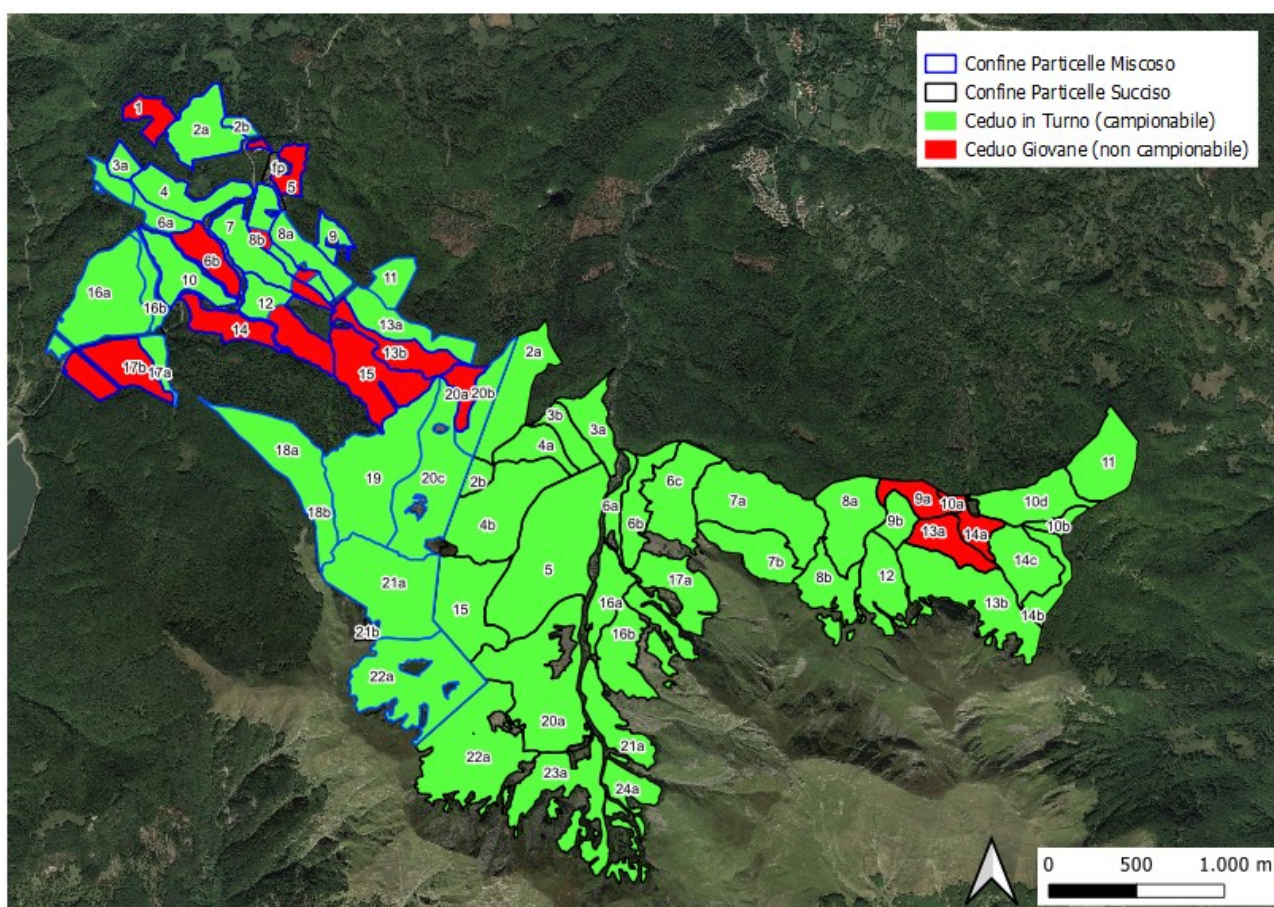 Confine Particelle Miscoso
Confine Particelle Succiso
Ceduo in Turno (campionabile)
Ceduo Giovane (non campionabile)
1
2a
2b
fp
5
3a
4
6a
7
8b
8a
9
6b
10
11
16a
16b
12
13a
14
13b
17b
17a
15
20a
20b
2a
18a
3b
3a
4a
19
20c
2b
18b
4b
6a
6b
6c
7a
8a
9a
10a
10d
11
9b
10b
13a
14a
5
7b
14c
21a
8b
12
17a
15
16a
13b
14b
21b
16b
22a
20a
21a
22a
23a
24a
0 500 1.000 m